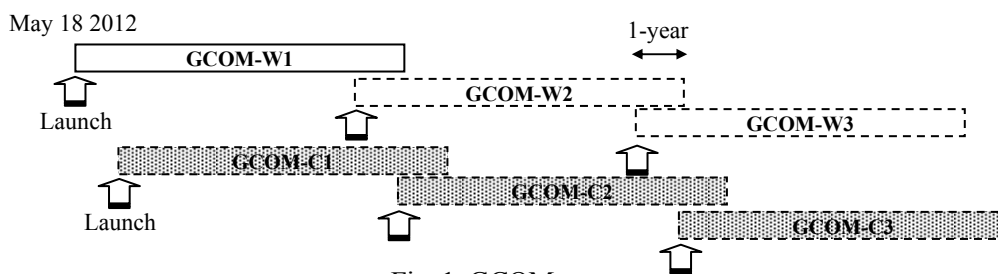 May 18 2012
1-year
GCOM-W1
GCOM-W2
Launch
GCOM-W3
GCOM-C1
GCOM-C2
Launch
GCOM-C3